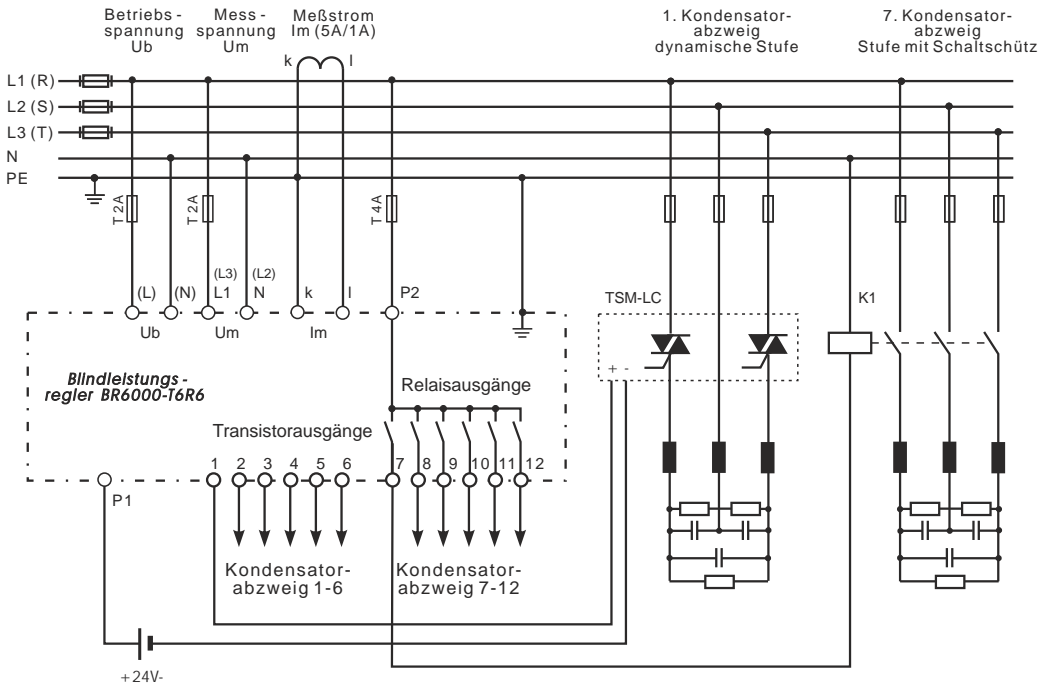 Betriebs-
spannung
Ub
Mess-
spannung
Um
Meßstrom
Im (5A/1A)
1. Kondensator-
abzweig
dynamische Stufe
7. Kondensator-
abzweig
Stufe mit Schaltschütz
k l
L1 (R)
L2 (S)
L3 (T)
N
PE
T 2A
T 2A
T 4A
(L3) (L2)
(L) (N) L1 N k l P2
Ub Um Im
TSM-LC
K1
+ -
Blindleistungs-
regler BR6000-T6R6
Relaisausgänge
Transistorausgänge
1 2 3 4 5 6 7 8 9 10 11 12
P1
Kondensator-
abzweig 1-6
Kondensator-
abzweig 7-12
+24V-